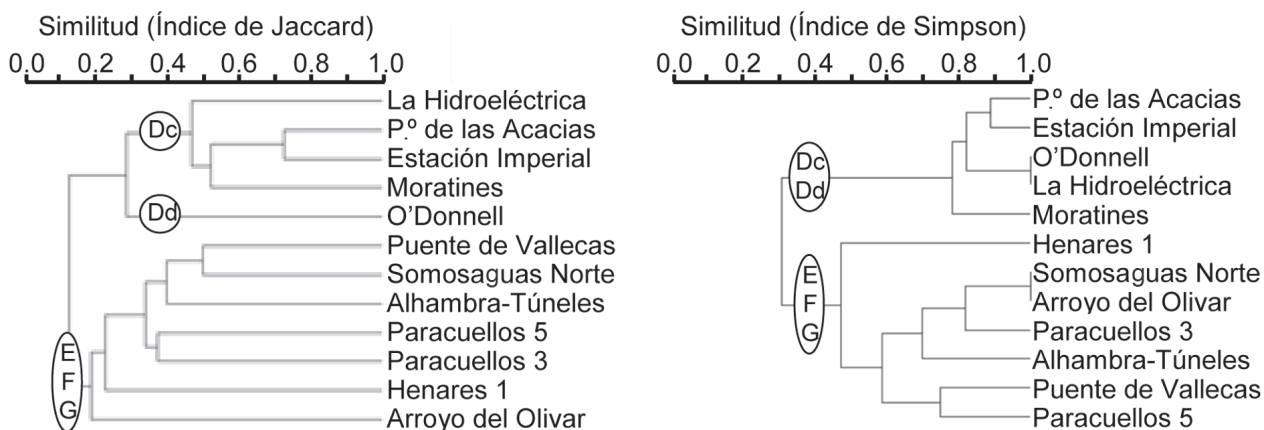 Similitud (Índice de Jaccard)
0.0 0.2 0.4 0.6 0.8 1.0
La Hidroeléctrica
Dc
P.º de las Acacias
Estación Imperial
Moratines
Dd
O'Donnell
Puente de Vallecas
Somosaguas Norte
Alhambra-Túneles
Paracuellos 5
E
Paracuellos 3
F
Henares 1
G
Arroyo del Olivar
Similitud (Índice de Simpson)
0.0 0.2 0.4 0.6 0.8 1.0
P.º de las Acacias
Estación Imperial
O'Donnell
Dc
Dd
La Hidroeléctrica
Moratines
Henares 1
E
Somosaguas Norte
F
Arroyo del Olivar
G
Paracuellos 3
Alhambra-Túneles
Puente de Vallecas
Paracuellos 5